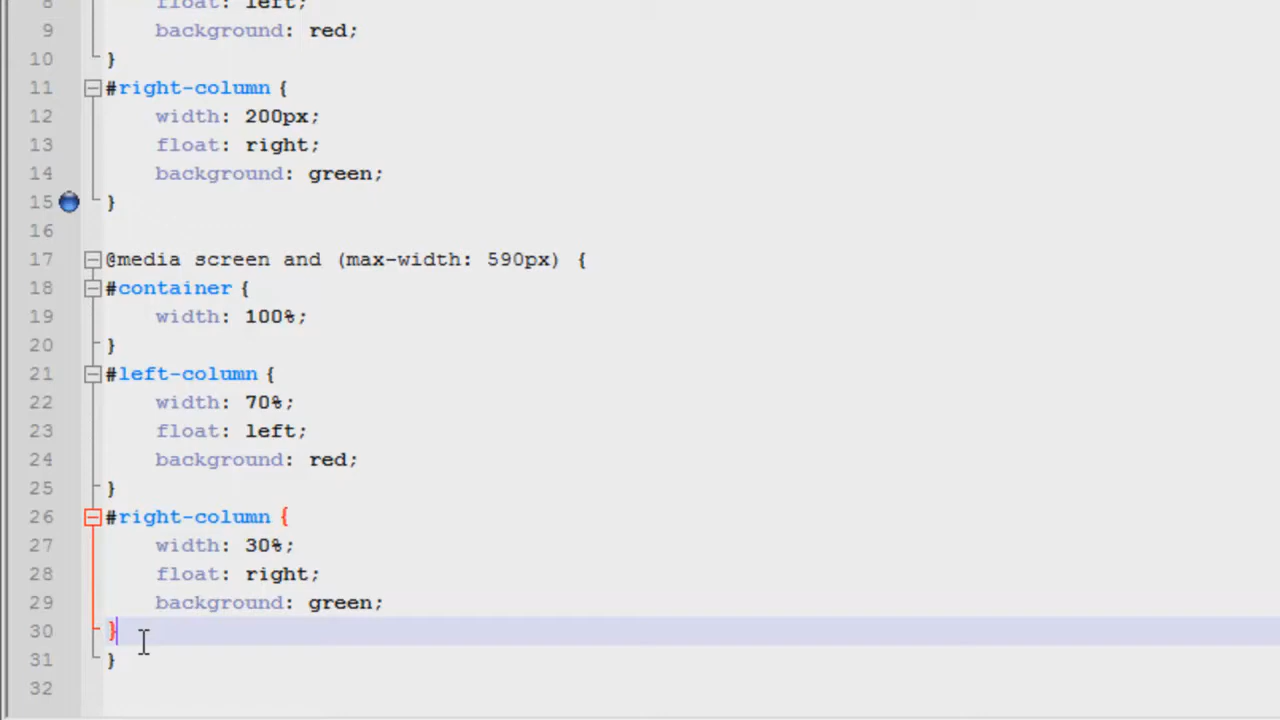 8 float: left;
9 background: red;
10 }
11 #right-column {
12 width: 200px;
13 float: right;
14 background: green;
15 }
16
17 @media screen and (max-width: 590px) {
18 #container {
19 width: 100%;
20 }
21 #left-column {
22 width: 70%;
23 float: left;
24 background: red;
25 }
26 #right-column {
27 width: 30%;
28 float: right;
29 background: green;
30 }
31 }
32